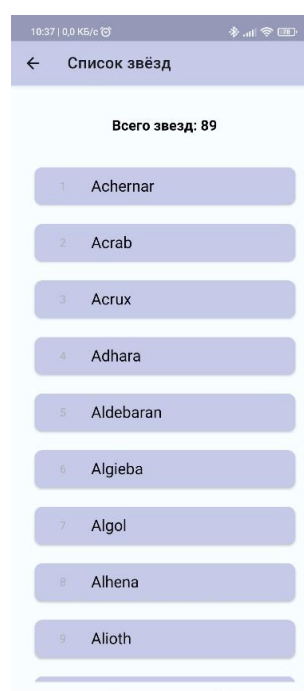 10:37 | 0,0 КБ/с
Список звёзд
Всего звезд: 89
1 Achernar
2 Acrab
3 Acrux
4 Adhara
5 Aldebaran
6 Algieba
7 Algol
8 Alhena
9 Alioth